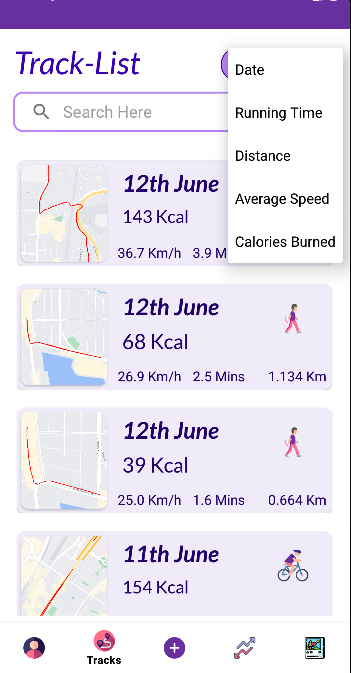 Track-List
Date
Search Here
Running Time
Distance
Average Speed
Calories Burned
12th June
143 Kcal
36.7 Km/h 3.9 M
12th June
68 Kcal
26.9 Km/h 2.5 Mins 1.134 Km
12th June
39 Kcal
25.0 Km/h 1.6 Mins 0.664 Km
11th June
154 Kcal
Tracks